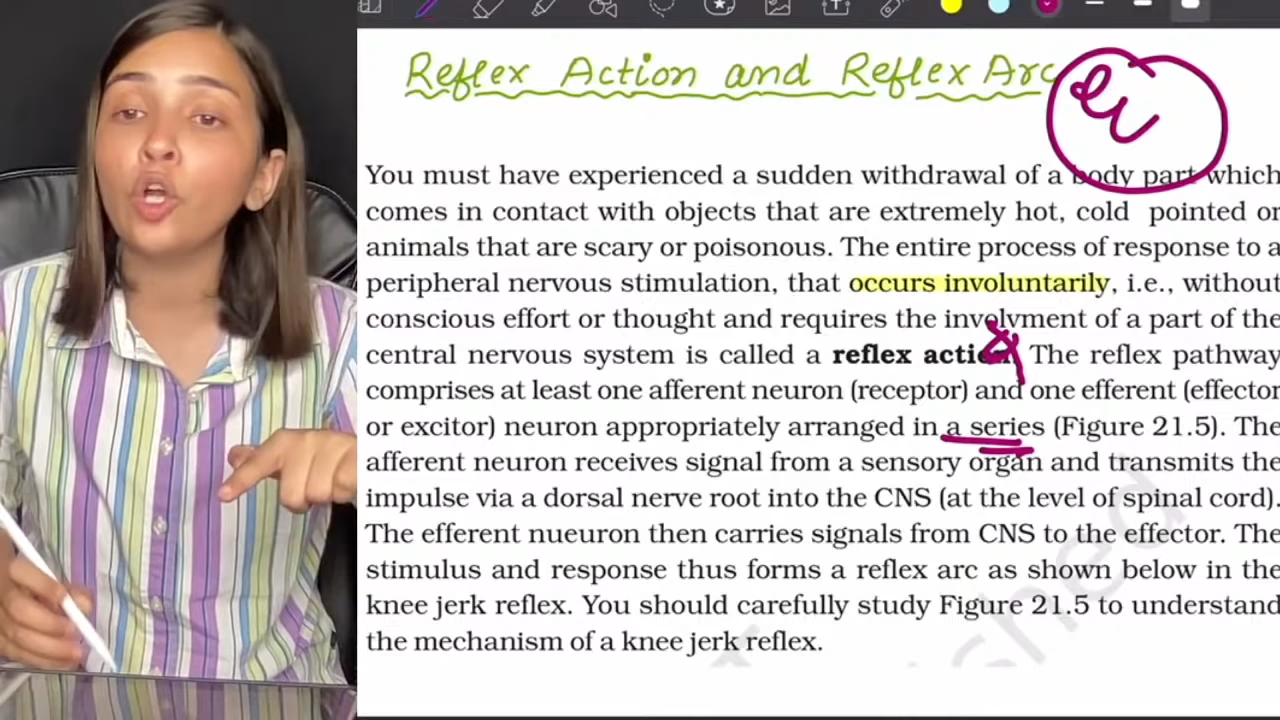 Reflex Action and Reflex Arc
You must have experienced a sudden withdrawal of a body part which
comes in contact with objects that are extremely hot, cold pointed or
animals that are scary or poisonous. The entire process of response to a
peripheral nervous stimulation, that occurs involuntarily, i.e., without
conscious effort or thought and requires the involvment of a part of the
central nervous system is called a reflex action. The reflex pathway
comprises at least one afferent neuron (receptor) and one efferent (effector
or excitor) neuron appropriately arranged in a series (Figure 21.5). The
afferent neuron receives signal from a sensory organ and transmits the
impulse via a dorsal nerve root into the CNS (at the level of spinal cord).
The efferent nueuron then carries signals from CNS to the effector. The
stimulus and response thus forms a reflex arc as shown below in the
knee jerk reflex. You should carefully study Figure 21.5 to understand
the mechanism of a knee jerk reflex.